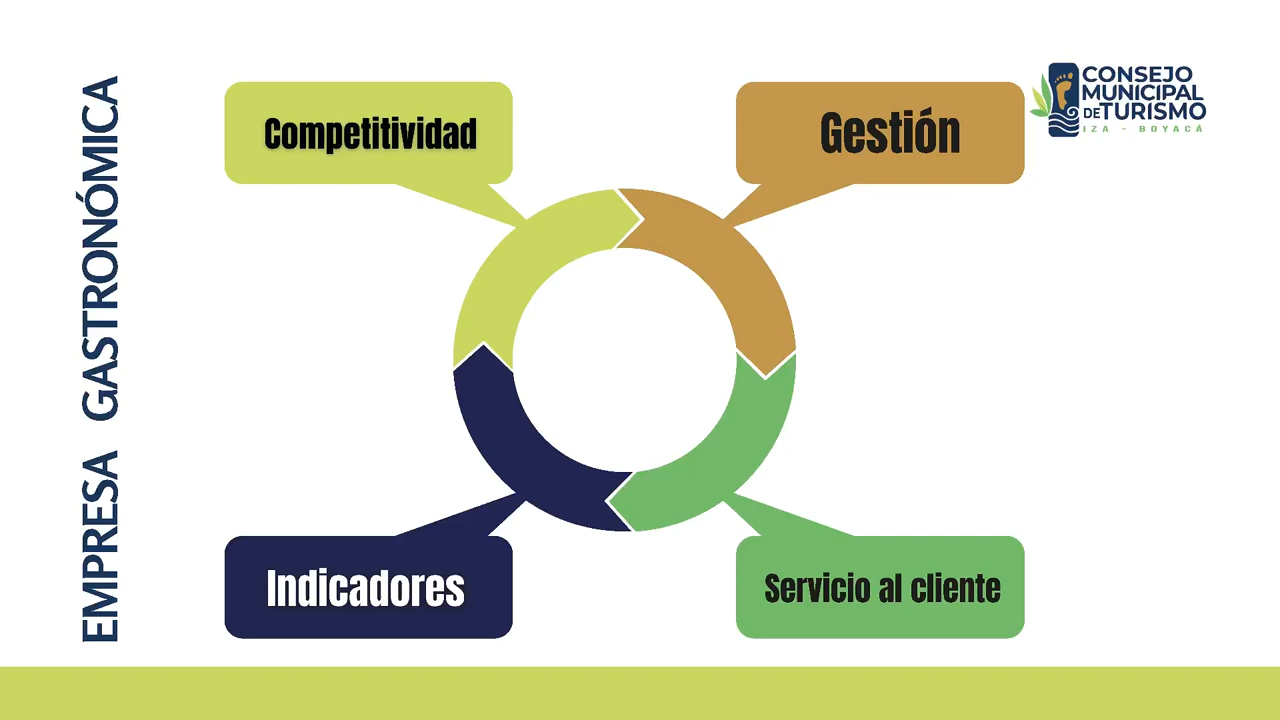 EMPRESA GASTRONÓMICA
Competitividad
Gestión
CONSEJO
MUNICIPAL
DE TURISMO
IZA - BOYACÁ
Indicadores
Servicio al cliente